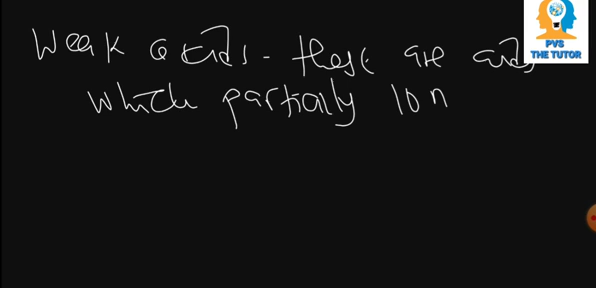 Weak acids - these are acids
which partially ion
PVS
THE TUTOR